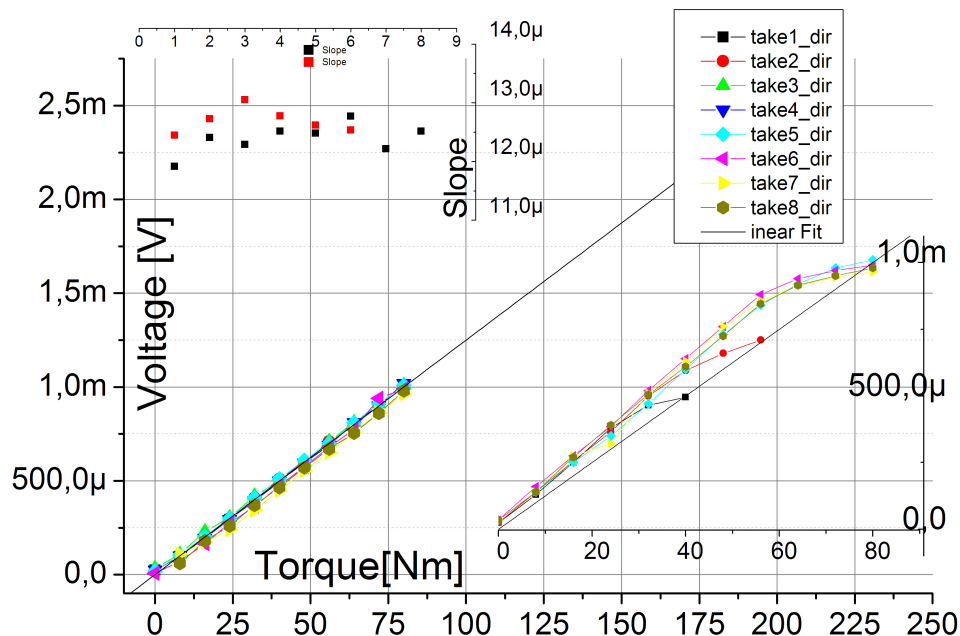 0 1 2 3 4 5 6 7 8 9
Slope
Slope
14,0µ
13,0µ
12,0µ
11,0µ
Slope
take1_dir
take2_dir
take3_dir
take4_dir
take5_dir
take6_dir
take7_dir
take8_dir
inear Fit
2,5m
2,0m
1,5m
1,0m
500,0µ
0,0
Voltage [V]
Torque[Nm]
1,0m
500,0µ
0,0
0 20 40 60 80
0 25 50 75 100 125 150 175 200 225 250